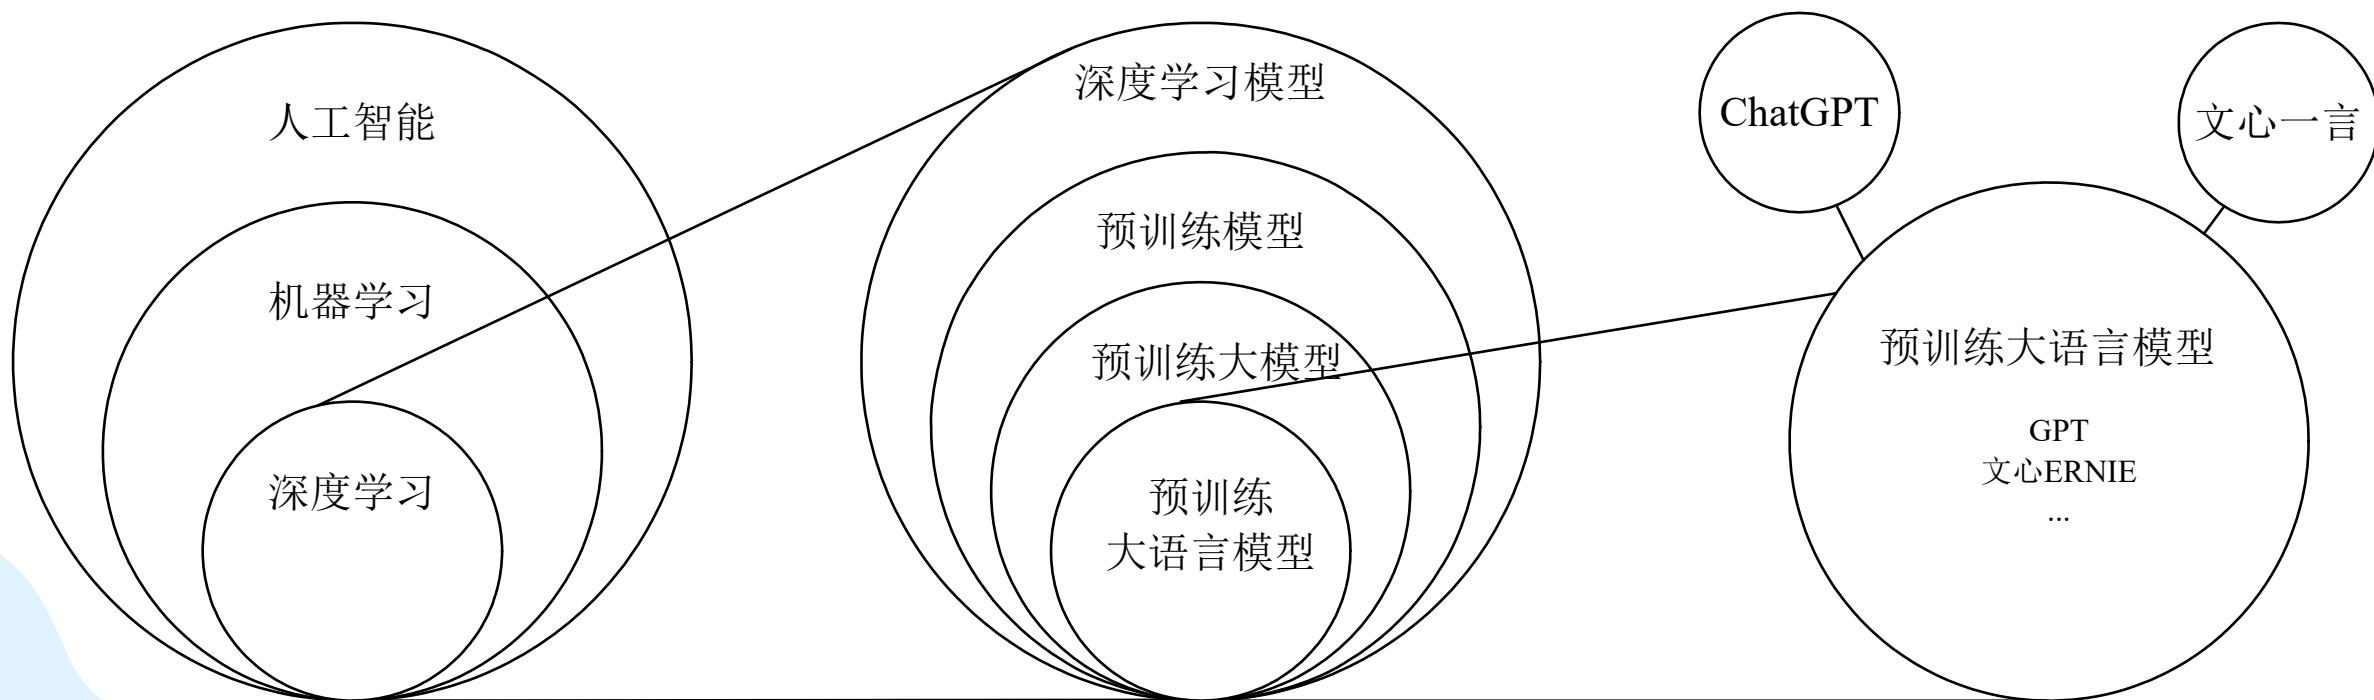 人工智能
机器学习
深度学习
深度学习模型
预训练模型
预训练大模型
预训练
大语言模型
ChatGPT
文心一言
预训练大语言模型
GPT
文心ERNIE
...